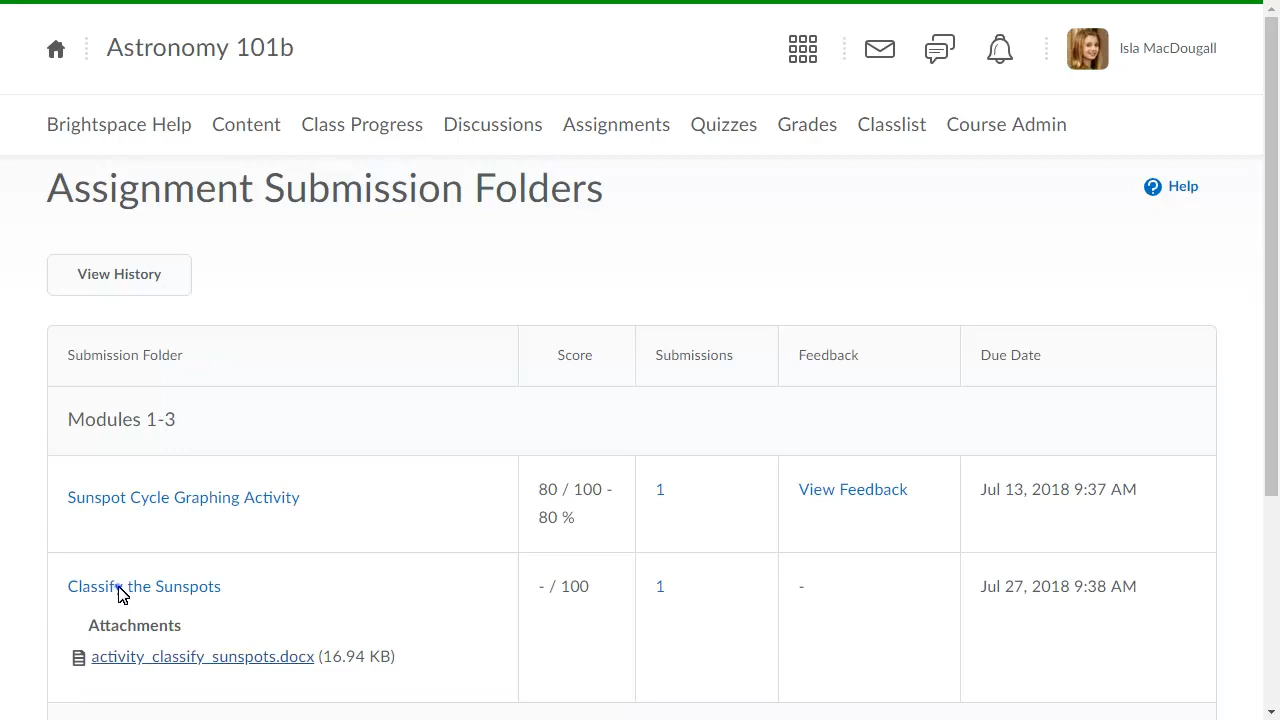 Astronomy 101b
Isla MacDougall
Brightspace Help Content Class Progress Discussions Assignments Quizzes Grades Classlist Course Admin
Assignment Submission Folders
Help
View History
Submission Folder Score Submissions Feedback Due Date
Modules 1-3
Sunspot Cycle Graphing Activity 80 / 100 - 1 View Feedback Jul 13, 2018 9:37 AM
80 %
Classify the Sunspots - / 100 1 - Jul 27, 2018 9:38 AM
Attachments
activity_classify_sunspots.docx (16.94 KB)